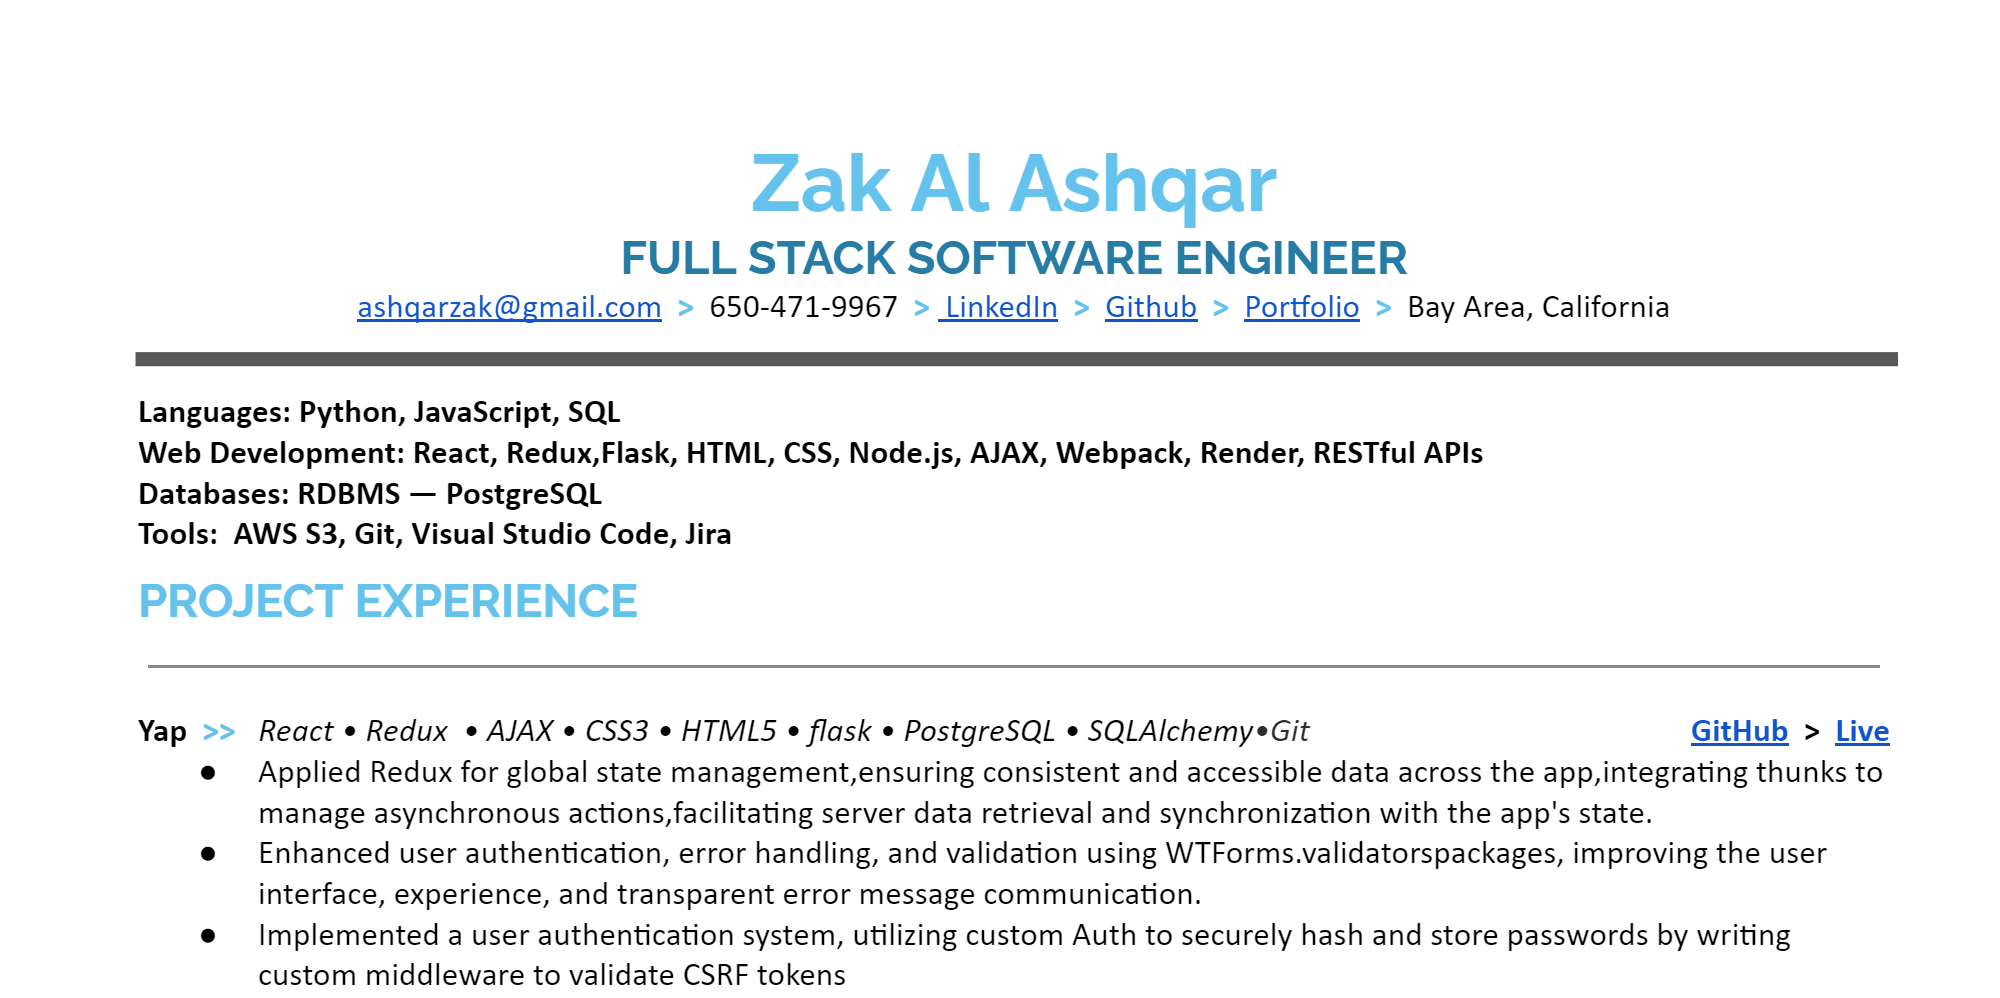 Zak Al Ashqar
FULL STACK SOFTWARE ENGINEER
ashqarzak@gmail.com > 650-471-9967 > LinkedIn > Github > Portfolio > Bay Area, California
Languages: Python, JavaScript, SQL
Web Development: React, Redux,Flask, HTML, CSS, Node.js, AJAX, Webpack, Render, RESTful APIs
Databases: RDBMS — PostgreSQL
Tools:  AWS S3, Git, Visual Studio Code, Jira
PROJECT EXPERIENCE
Yap >> React • Redux • AJAX • CSS3 • HTML5 • flask • PostgreSQL • SQLAlchemy•Git GitHub > Live
● Applied Redux for global state management,ensuring consistent and accessible data across the app,integrating thunks to
manage asynchronous actions,facilitating server data retrieval and synchronization with the app's state.
● Enhanced user authentication, error handling, and validation using WTForms.validatorspackages, improving the user
interface, experience, and transparent error message communication.
● Implemented a user authentication system, utilizing custom Auth to securely hash and store passwords by writing
custom middleware to validate CSRF tokens